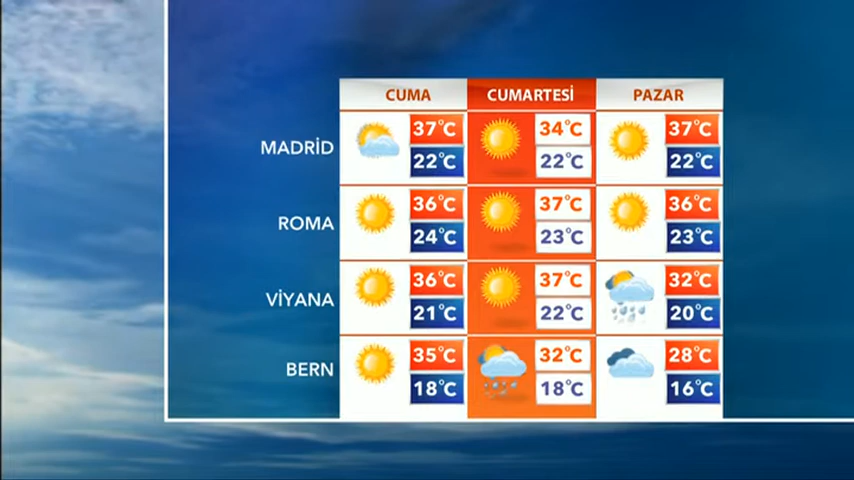 CUMA CUMARTESİ PAZAR
MADRİD 37°C 34°C 37°C
22°C 22°C 22°C
ROMA 36°C 37°C 36°C
24°C 23°C 23°C
VİYANA 36°C 37°C 32°C
21°C 22°C 20°C
BERN 35°C 32°C 28°C
18°C 18°C 16°C